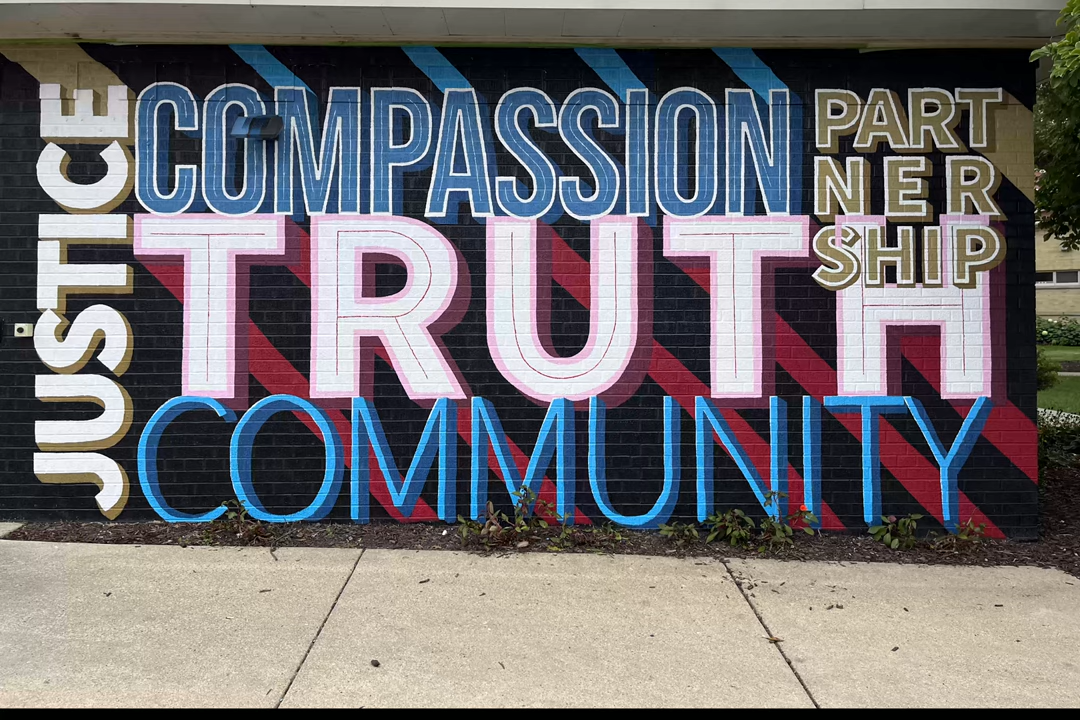 JUSTICE
COMPASSION
PART
NER
SHIP
TRUTH
COMMUNITY